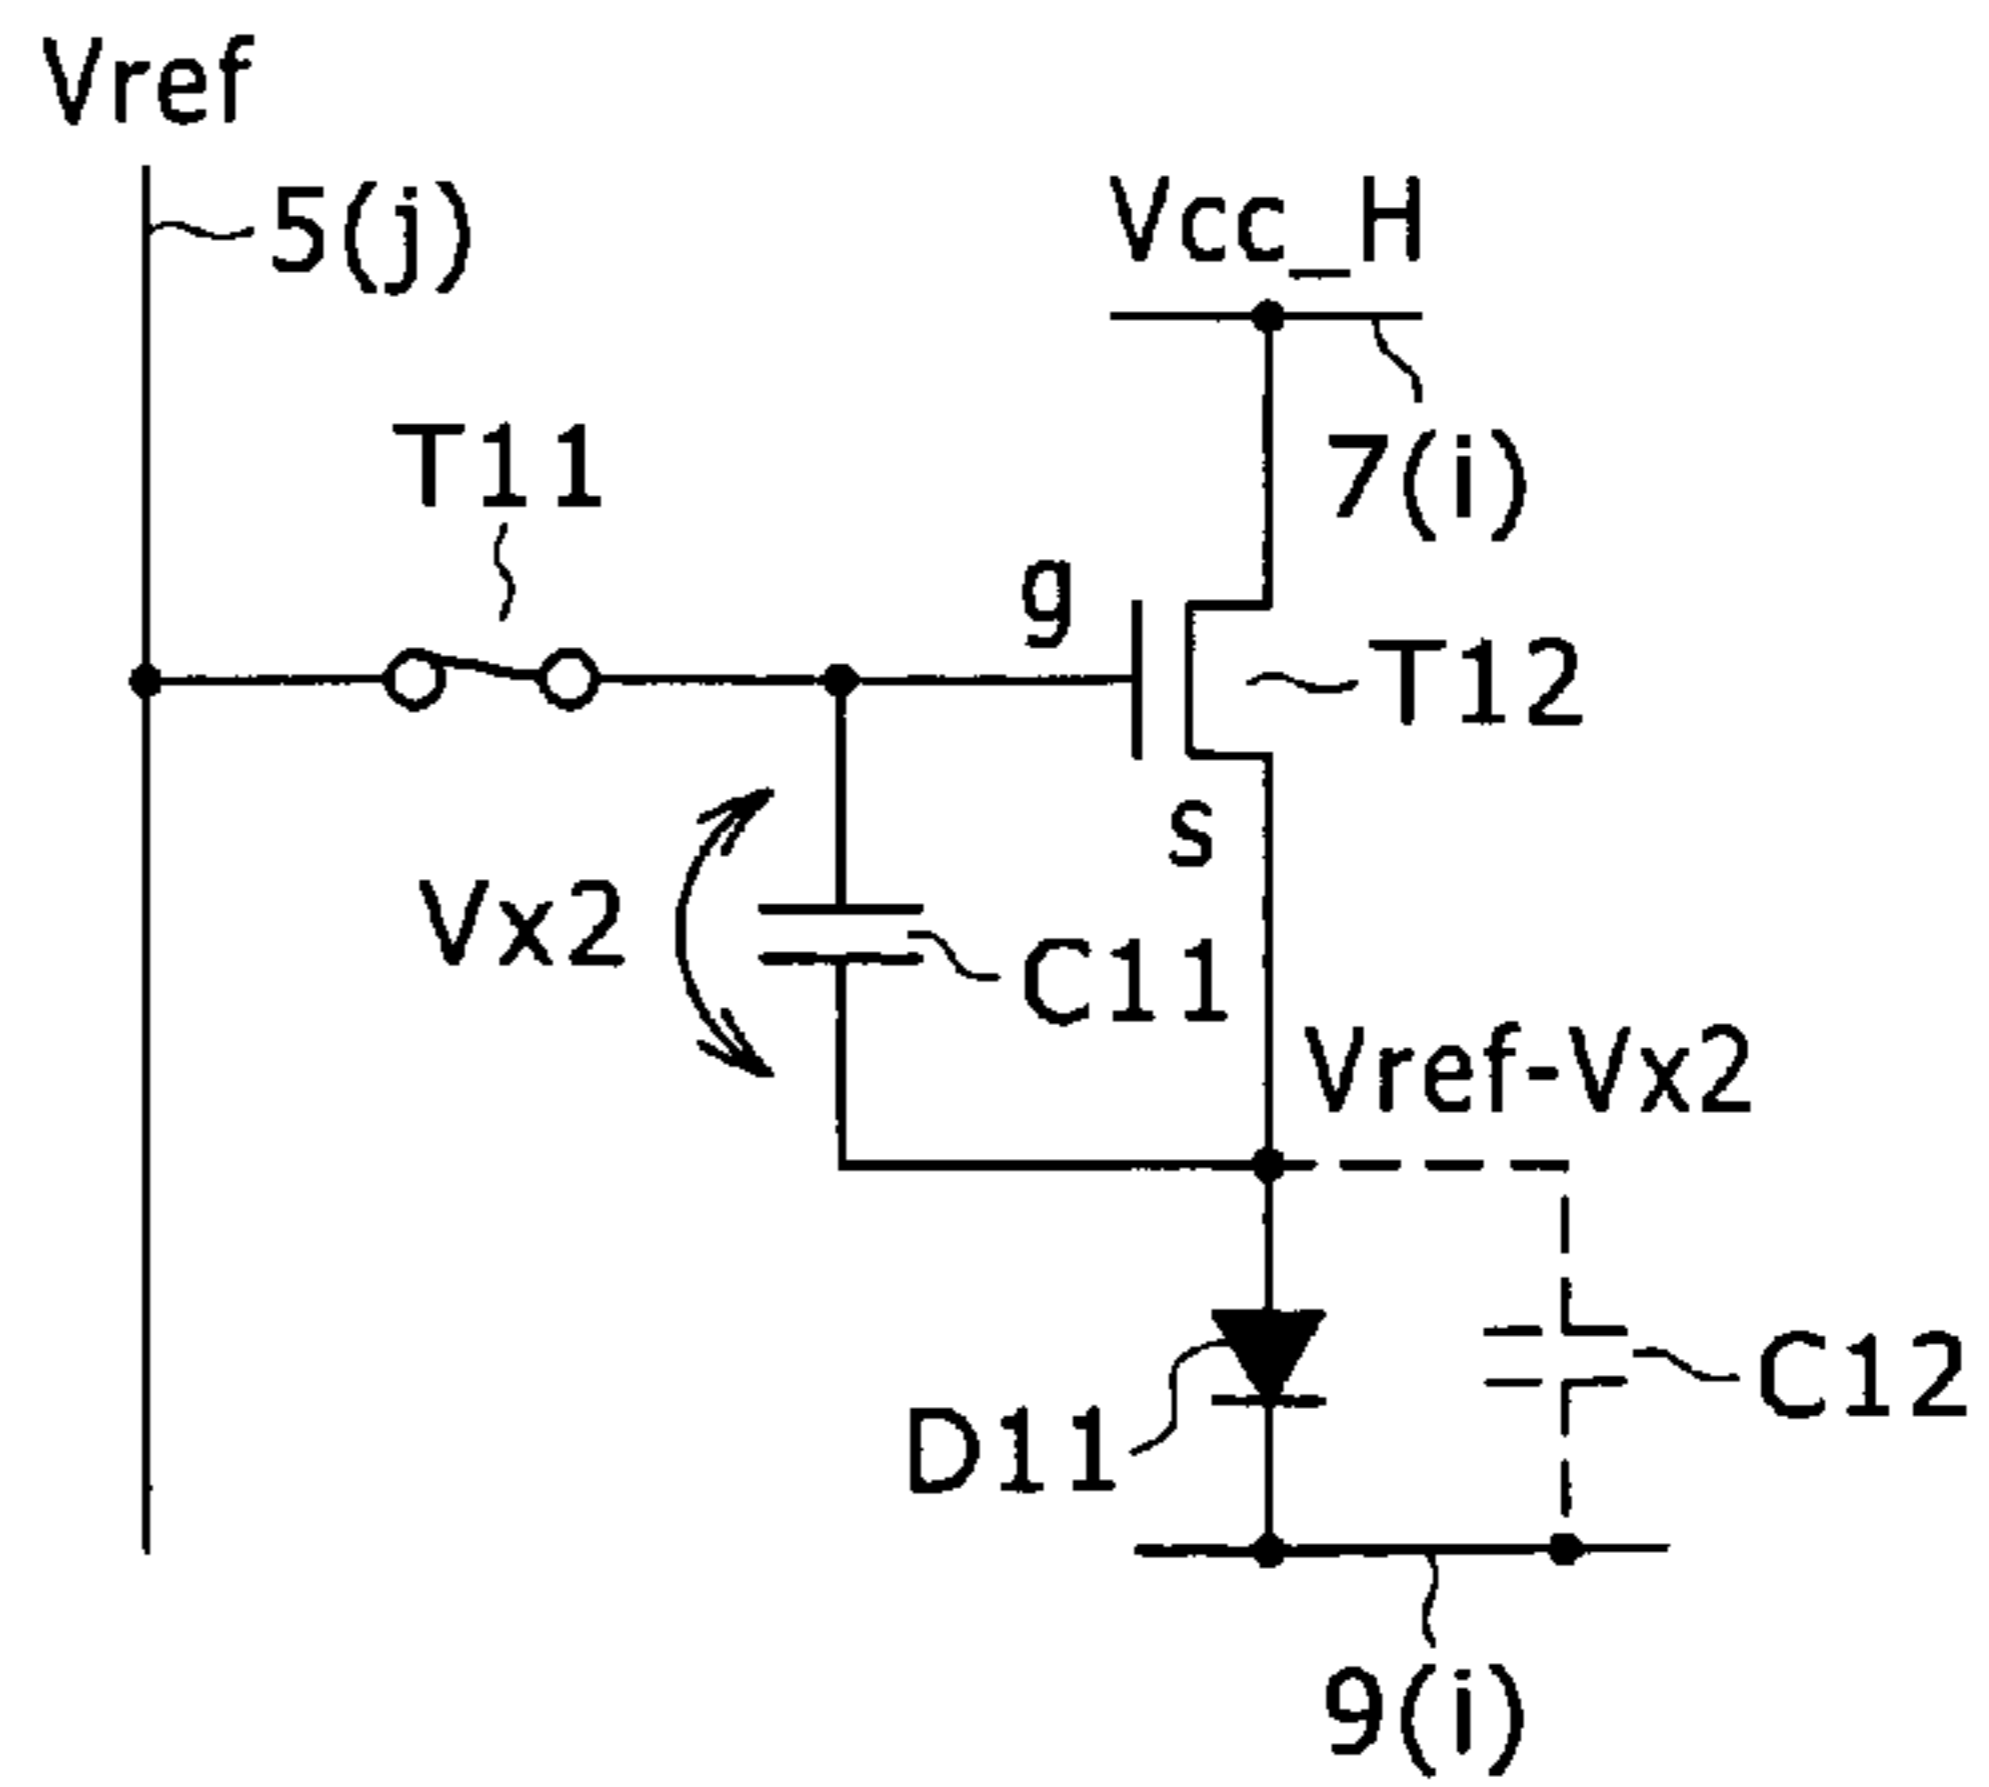 Vref
5(j)
Vcc_H
7(i)
T11
g
T12
s
Vx2
C11
Vref-Vx2
D11
C12
9(i)